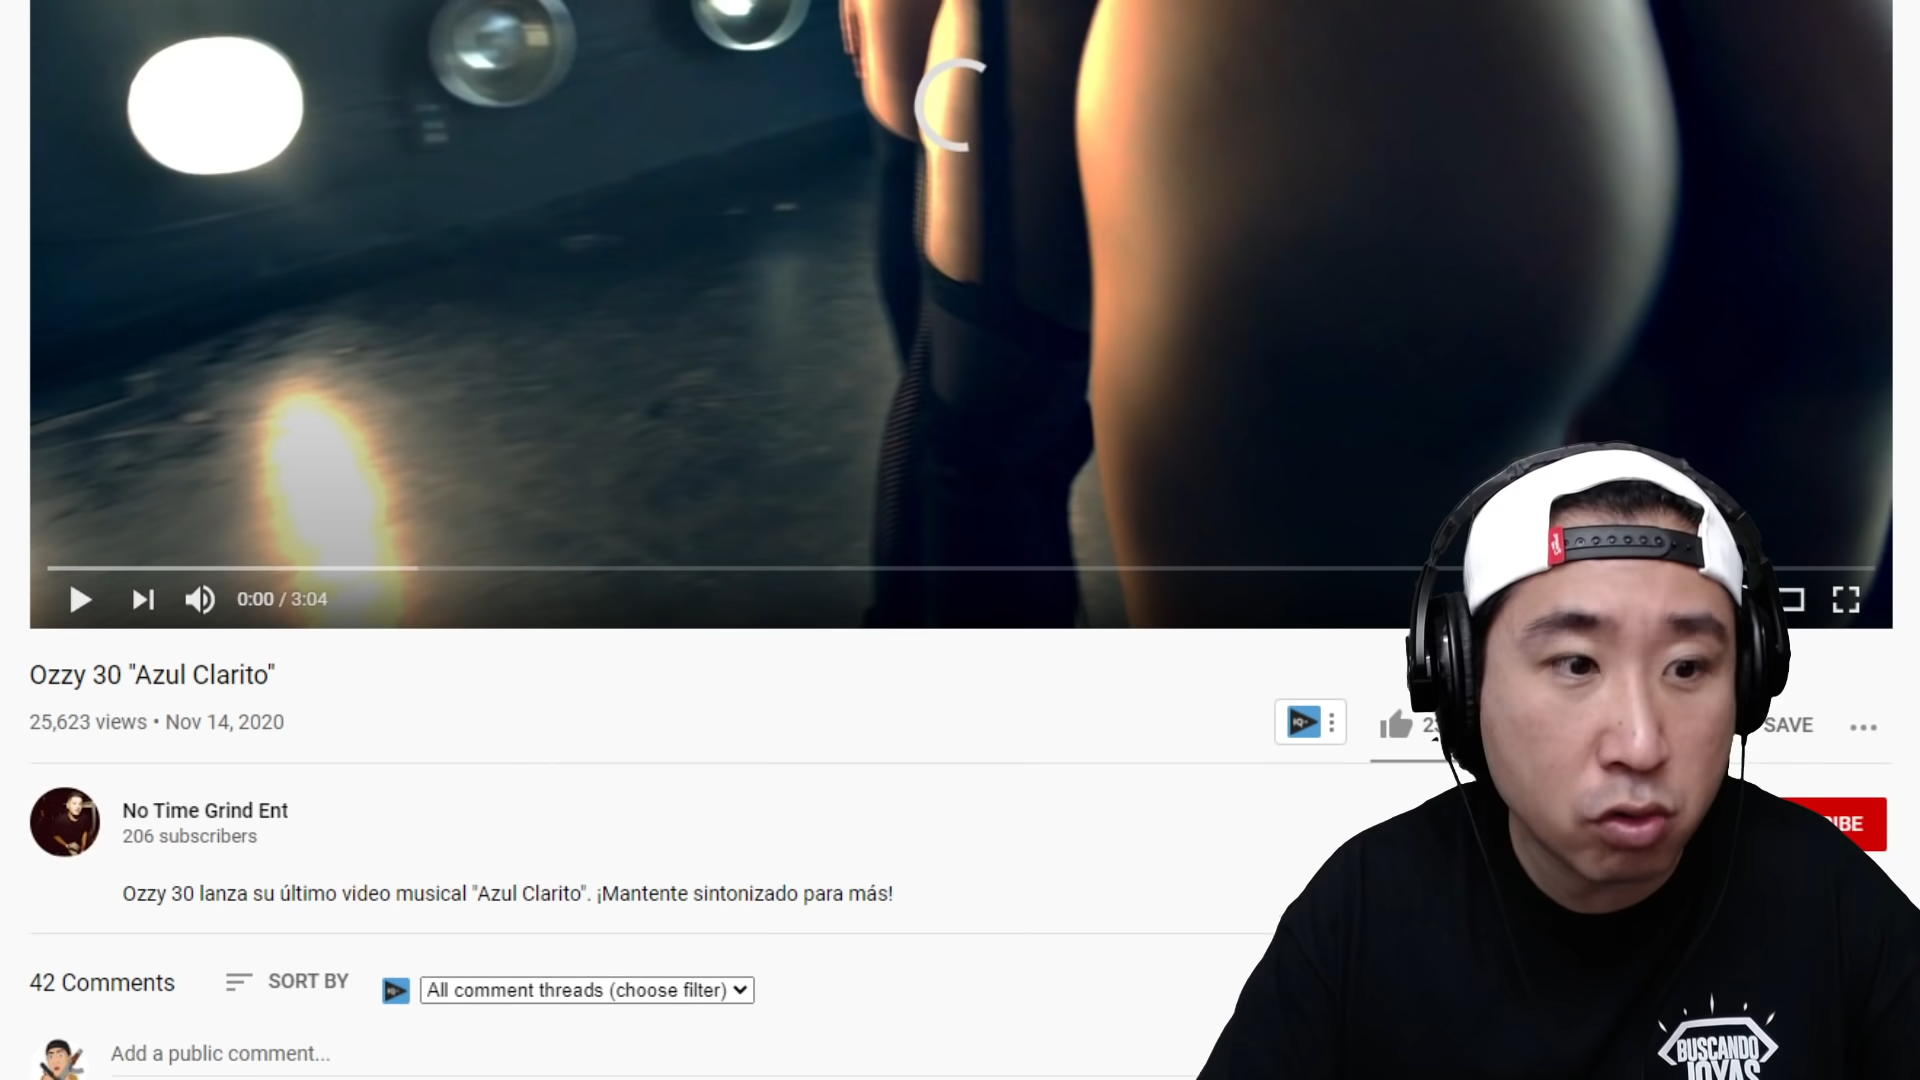 0:00 / 3:04
Ozzy 30 "Azul Clarito"
25,623 views • Nov 14, 2020
IQ
SAVE
No Time Grind Ent
206 subscribers
Ozzy 30 lanza su último video musical "Azul Clarito". ¡Mantente sintonizado para más!
42 Comments
SORT BY
All comment threads (choose filter)
Add a public comment...
BUSCANDO
JOYAS